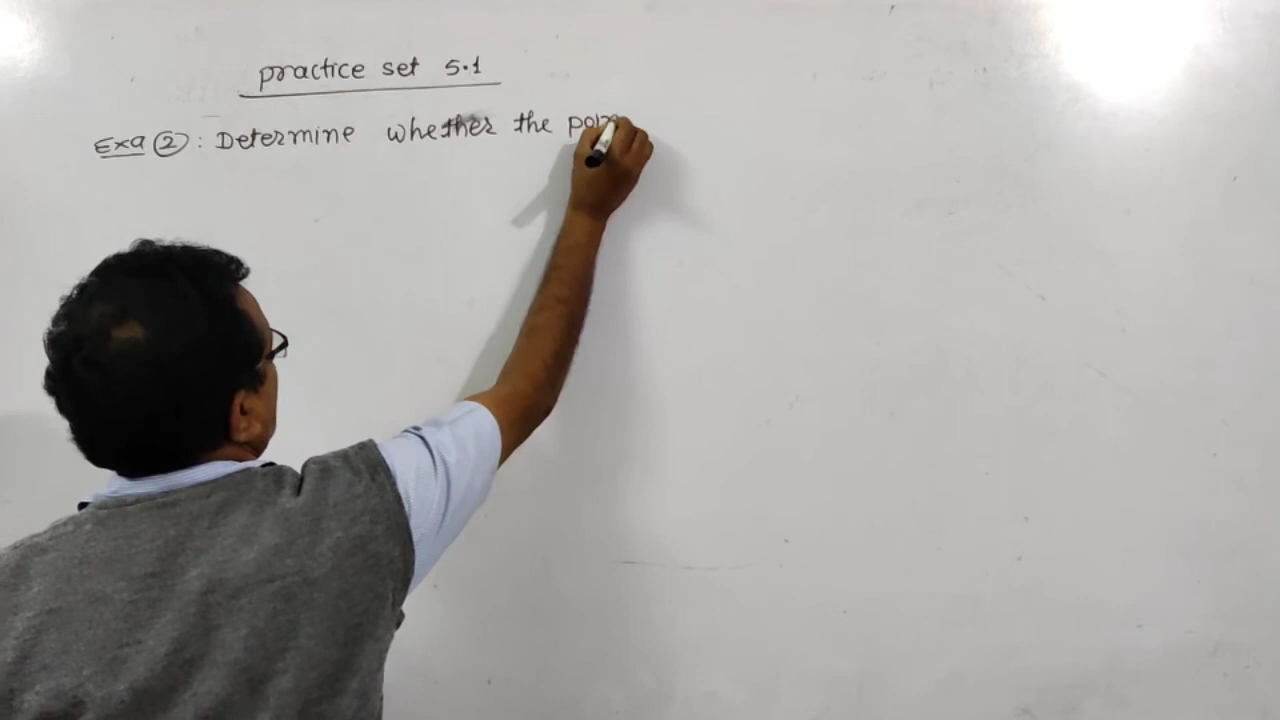 practice set 5.1
Exa (2) : Determine whether the